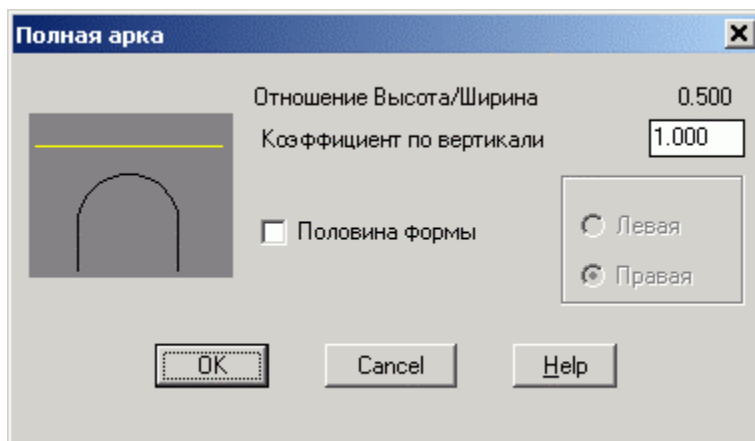 Полная арка
Отношение Высота/Ширина 0.500
Коэффициент по вертикали 1.000
Половина формы
Левая
Правая
OK Cancel Help